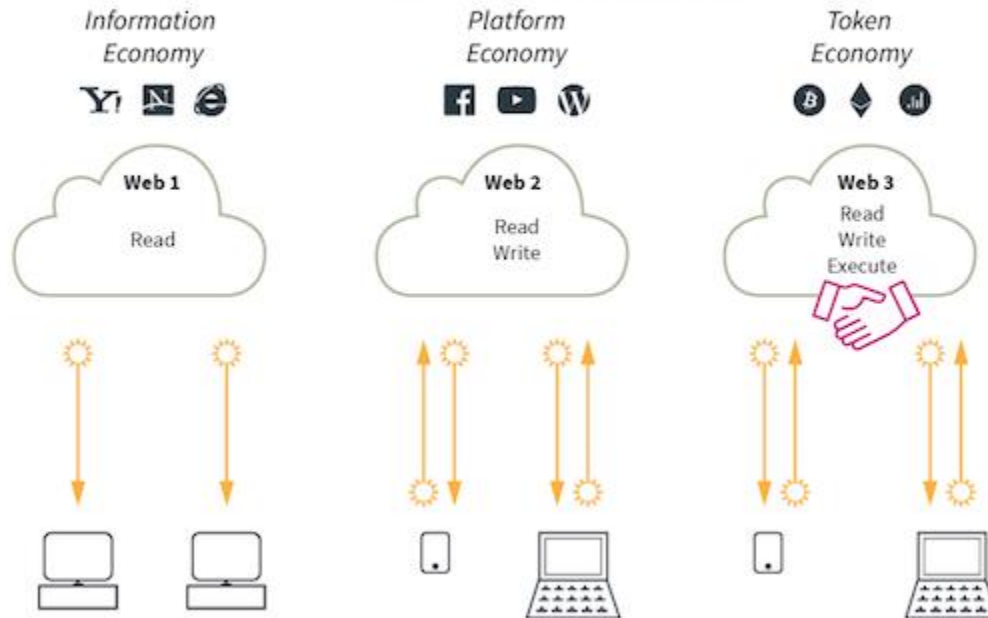 Information
Economy
Platform
Economy
Token
Economy
Web 1
Read
Web 2
Read
Write
Web 3
Read
Write
Execute